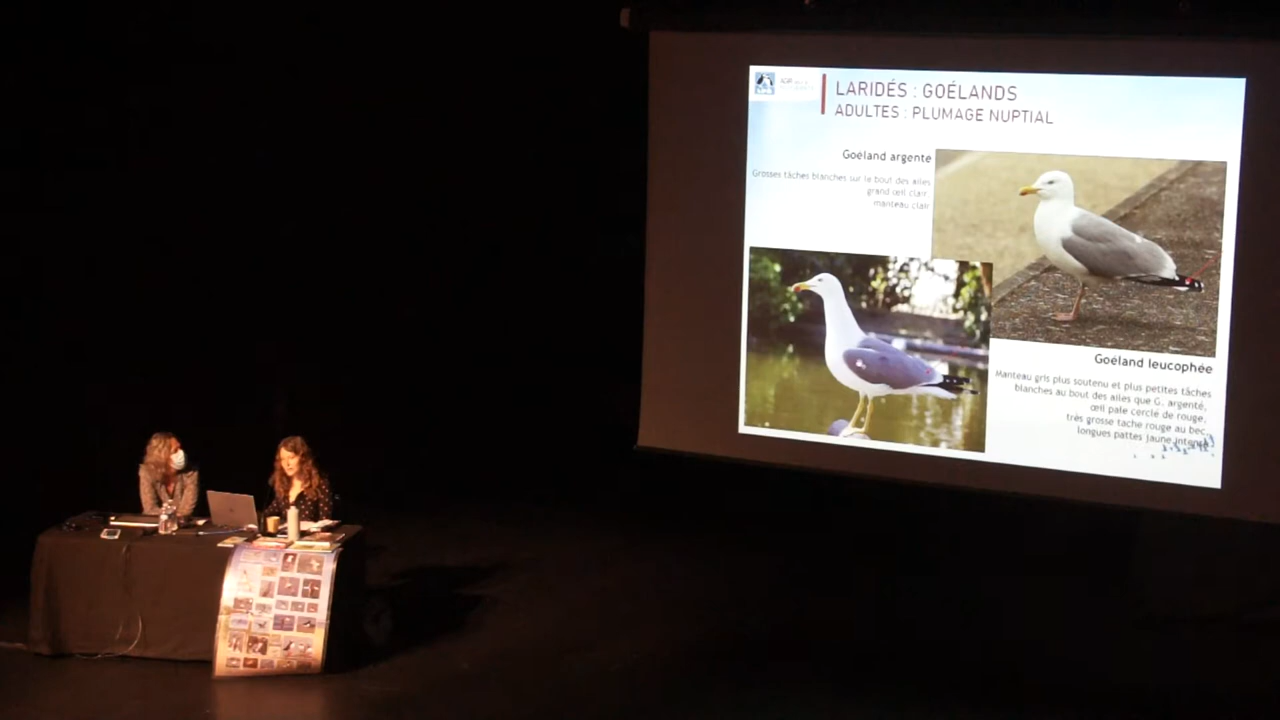 LARIDÉS : GOÉLANDS
ADULTES : PLUMAGE NUPTIAL
Goéland argenté
Grosses tâches blanches sur le bout des ailes
grand œil clair
manteau clair
Goéland leucophée
Manteau gris plus soutenu et plus petites tâches
blanches au bout des ailes que G. argenté,
œil pale cerclé de rouge,
très grosse tache rouge au bec,
longues pattes jaune intense